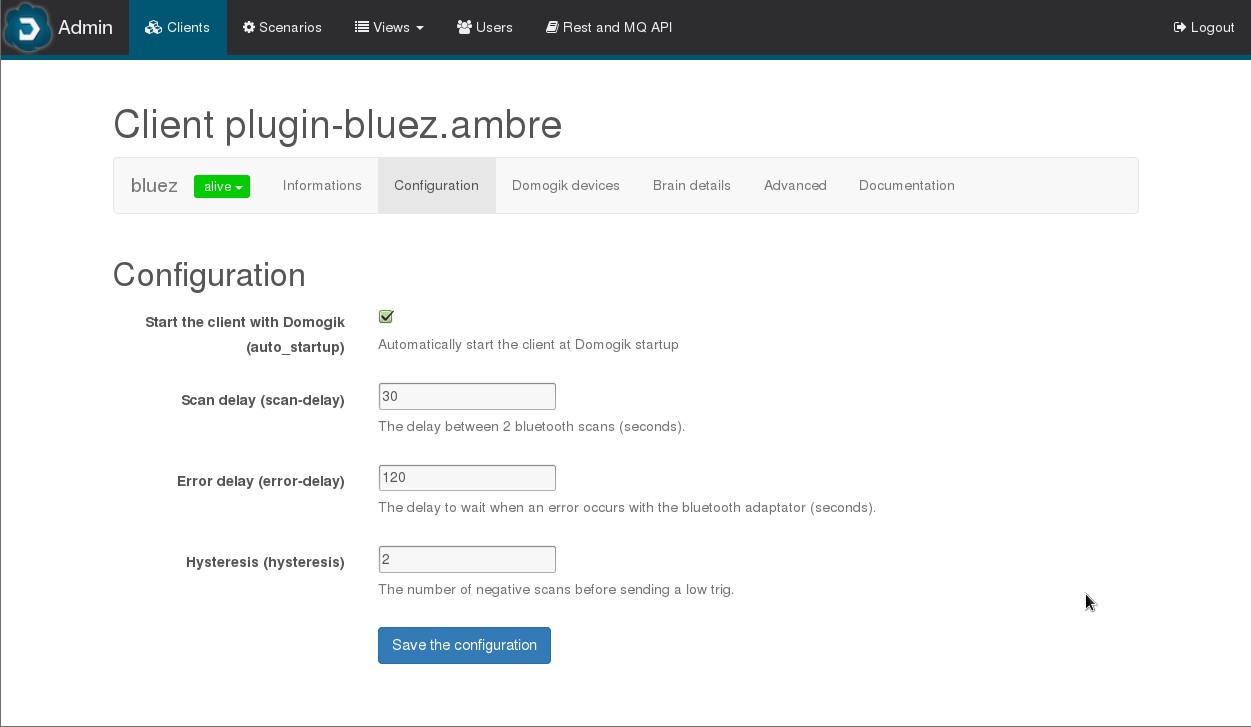 Admin Clients Scenarios Views Users Rest and MQ API Logout
Client plugin-bluez.ambre
bluez alive Informations Configuration Domogik devices Brain details Advanced Documentation
Configuration
Start the client with Domogik
(auto_startup)
Automatically start the client at Domogik startup
Scan delay (scan-delay) 30
The delay between 2 bluetooth scans (seconds).
Error delay (error-delay) 120
The delay to wait when an error occurs with the bluetooth adaptator (seconds).
Hysteresis (hysteresis) 2
The number of negative scans before sending a low trig.
Save the configuration